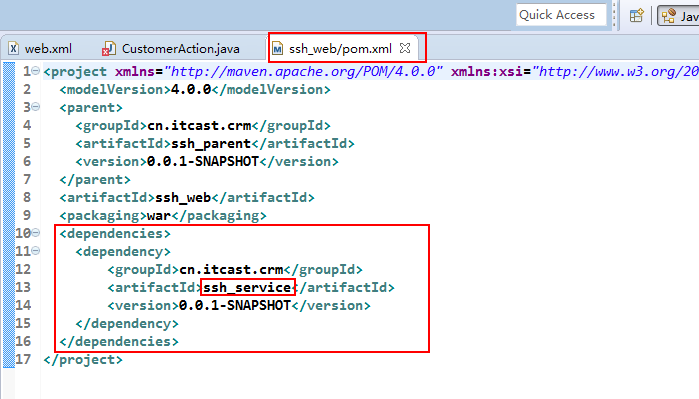 Quick Access
Jav
web.xml
CustomerAction.java
ssh_web/pom.xml
1 <project xmlns="http://maven.apache.org/POM/4.0.0" xmlns:xsi="http://www.w3.org/20
2 <modelVersion>4.0.0</modelVersion>
3 <parent>
4 <groupId>cn.itcast.crm</groupId>
5 <artifactId>ssh_parent</artifactId>
6 <version>0.0.1-SNAPSHOT</version>
7 </parent>
8 <artifactId>ssh_web</artifactId>
9 <packaging>war</packaging>
10 <dependencies>
11 <dependency>
12 <groupId>cn.itcast.crm</groupId>
13 <artifactId>ssh_service</artifactId>
14 <version>0.0.1-SNAPSHOT</version>
15 </dependency>
16 </dependencies>
17 </project>